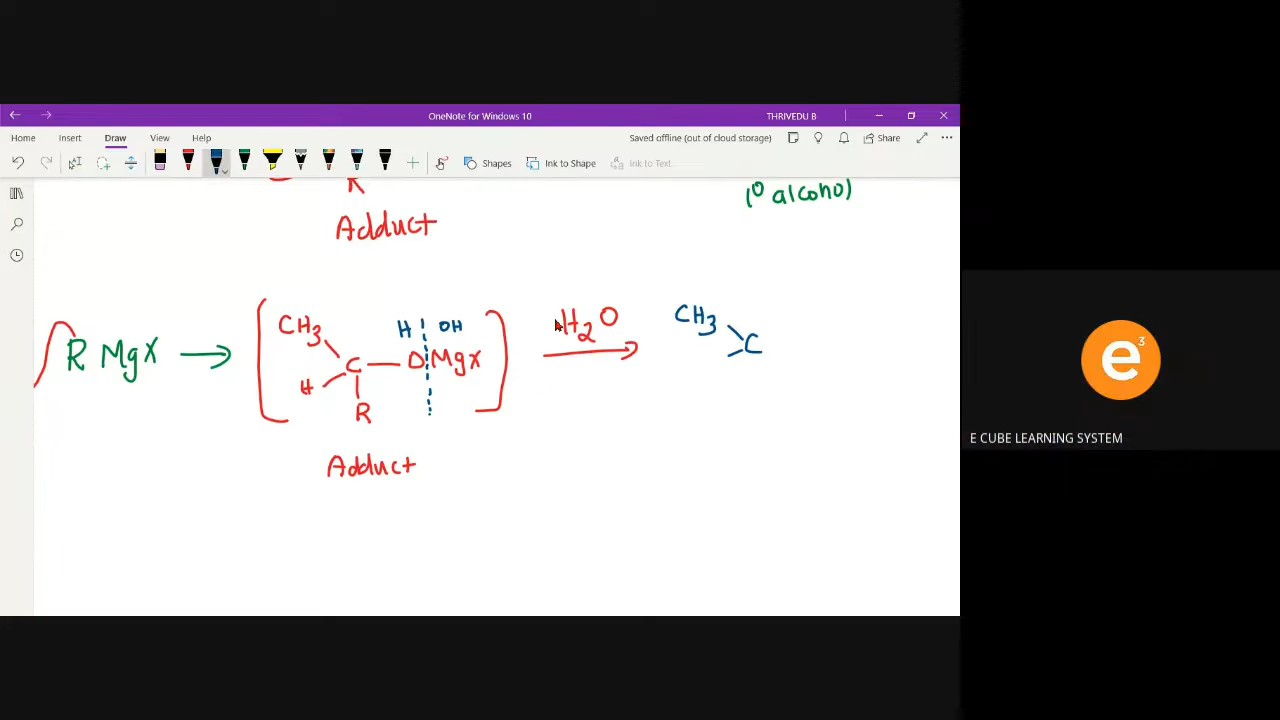 OneNote for Windows 10
THRIVEDU B
Home Insert Draw View Help
Saved offline (out of cloud storage)
Share
Shapes
Ink to Shape
Ink to Text
R
1° alcohol
Adduct
R MgX → [ CH3 H C R — O MgX H OH ] H2O → CH3 C
Adduct
e3
E CUBE LEARNING SYSTEM